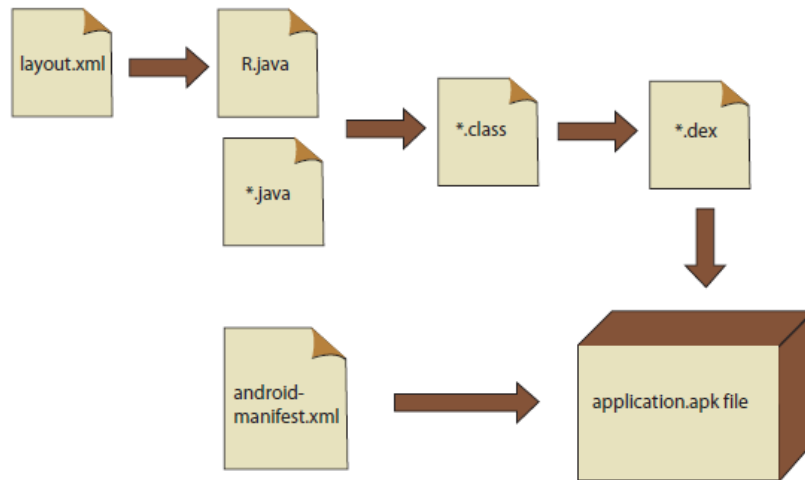 layout.xml
R.java
*.java
*.class
*.dex
android-
manifest.xml
application.apk file